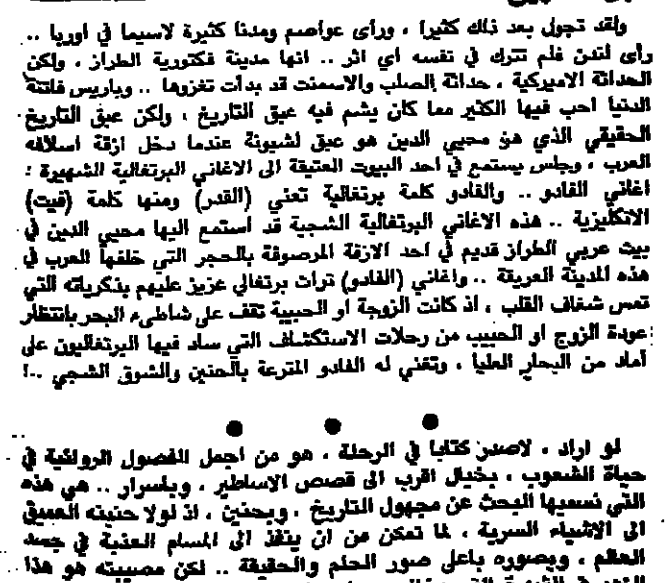 ولقد تجول بعد ذلك كثيرا ، ورأى عواصم ومدنا كثيرة لاسيما في اوربا ..
رأى لندن فلم تترك في نفسه اي اثر .. انها مدينة فكتورية الطراز ، ولكن
الحداثة الاميركية ، حداثة الصلب والاسمنت قد بدأت تغزوها .. وباريس فاتنة
الدنيا احب فيها الكثير مما كان يشم فيه عبق التاريخ ، ولكن عبق التاريخ
الحقيقي الذي هز محيي الدين هو عبق لشبونة عندما دخل ازقة اسلافه
العرب ، وجلس يستمع في احد البيوت العتيقة الى الاغاني البرتغالية الشهيرة :
اغاني الفادو .. والفادو كلمة برتغالية تعني (القدر) ومنها كلمة (فيت)
الانكليزية .. هذه الاغاني البرتغالية الشجية قد استمع اليها محيي الدين في
بيت عربي الطراز قديم في احد الازقة المرصوفة بالحجر التي خلفها العرب في
هذه المدينة العريقة .. واغاني (الفادو) تراث برتغالي عزيز عليهم بذكرياته التي
تمس شغاف القلب ، اذ كانت الزوجة او الحبيبة تقف على شاطىء البحر بانتظار
عودة الزوج او الحبيب من رحلات الاستكشاف التي ساد فيها البرتغاليون على
آماد من البحار العليا ، وتغني له الفادو المترعة بالحنين والشوق الشجي ..!
لو اراد ، لاصدر كتابا في الرحلة ، هو من اجمل الفصول الروائية في
حياة الشعوب ، بخيال اقرب الى قصص الاساطير ، وباسرار .. هي هذه
التي نسميها البحث عن مجهول التاريخ ، وبحنين ، اذ لولا حنينه العميق
الى الاشياء السرية ، لما تمكن من ان ينفذ الى المسام العذبة في جسد
العالم ، ويصوره باعلى صور الحلم والحقيقة .. لكن مصيبته هو هذا